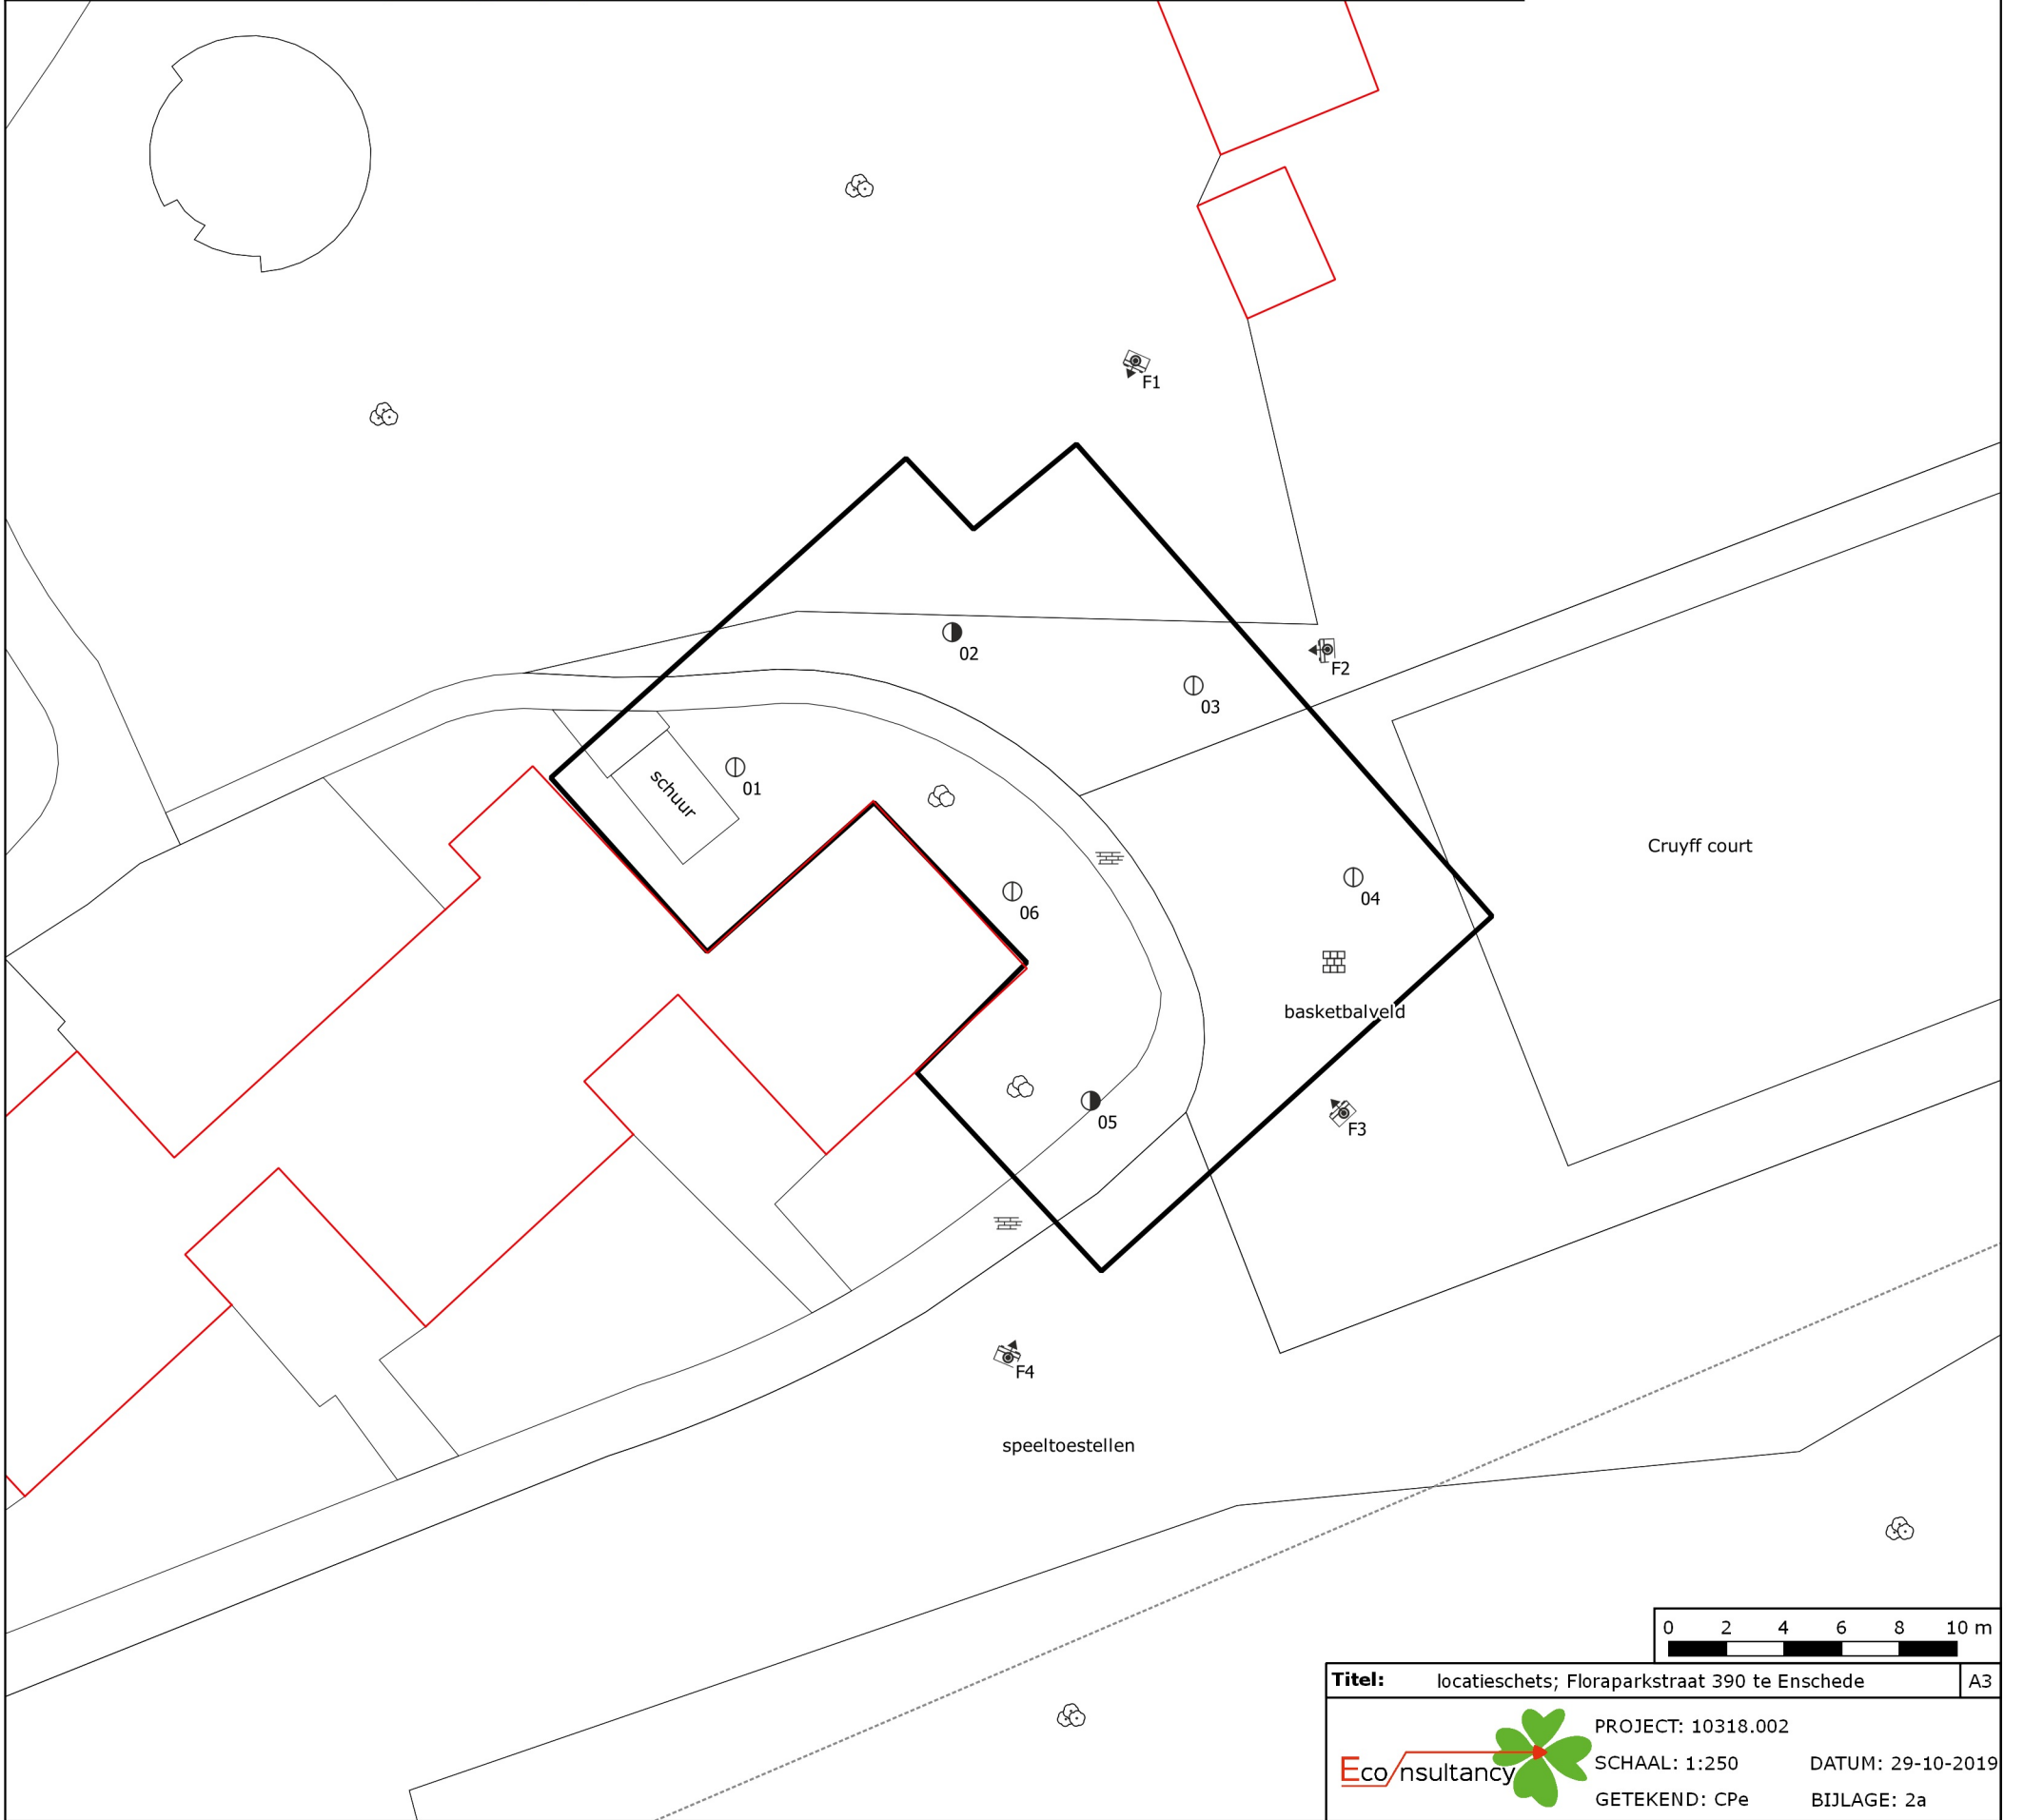 F1
02
F2
03
schuur
01
Cruyff court
04
06
basketbalveld
05
F3
F4
speeltoestellen
0 2 4 6 8 10 m
Titel: locatieschets; Floraparkstraat 390 te Enschede A3
PROJECT: 10318.002
Econsultancy
SCHAAL: 1:250 DATUM: 29-10-2019
GETEKEND: CPe BIJLAGE: 2a